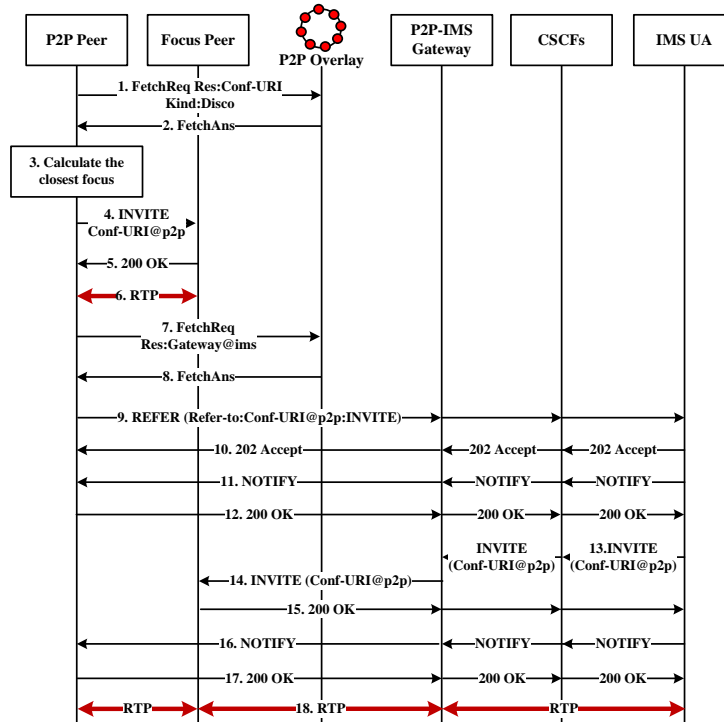 P2P Peer
Focus Peer
P2P Overlay
P2P-IMS
Gateway
CSCFs
IMS UA
1. FetchReq Res:Conf-URI
Kind:Disco
2. FetchAns
3. Calculate the
closest focus
4. INVITE
Conf-URI@p2p
5. 200 OK
6. RTP
7. FetchReq
Res:Gateway@ims
8. FetchAns
9. REFER (Refer-to:Conf-URI@p2p:INVITE)
10. 202 Accept
202 Accept
202 Accept
11. NOTIFY
NOTIFY
NOTIFY
12. 200 OK
200 OK
200 OK
INVITE
(Conf-URI@p2p)
13.INVITE
(Conf-URI@p2p)
14. INVITE (Conf-URI@p2p)
15. 200 OK
16. NOTIFY
NOTIFY
NOTIFY
17. 200 OK
200 OK
200 OK
RTP
18. RTP
RTP